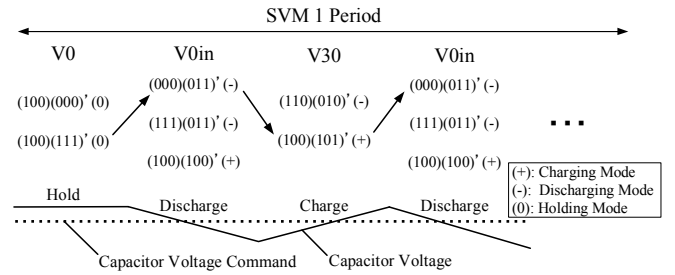 SVM 1 Period
V0 V0in V30 V0in
(100)(000)’(0) (000)(011)’(-) (110)(010)’(-) (000)(011)’(-)
(100)(111)’(0) (111)(011)’(-) (100)(101)’(+) (111)(011)’(-)
(100)(100)’(+) (100)(100)’(+)
...
(+): Charging Mode
(-): Discharging Mode
(0): Holding Mode
Hold Discharge Charge Discharge
Capacitor Voltage Command Capacitor Voltage